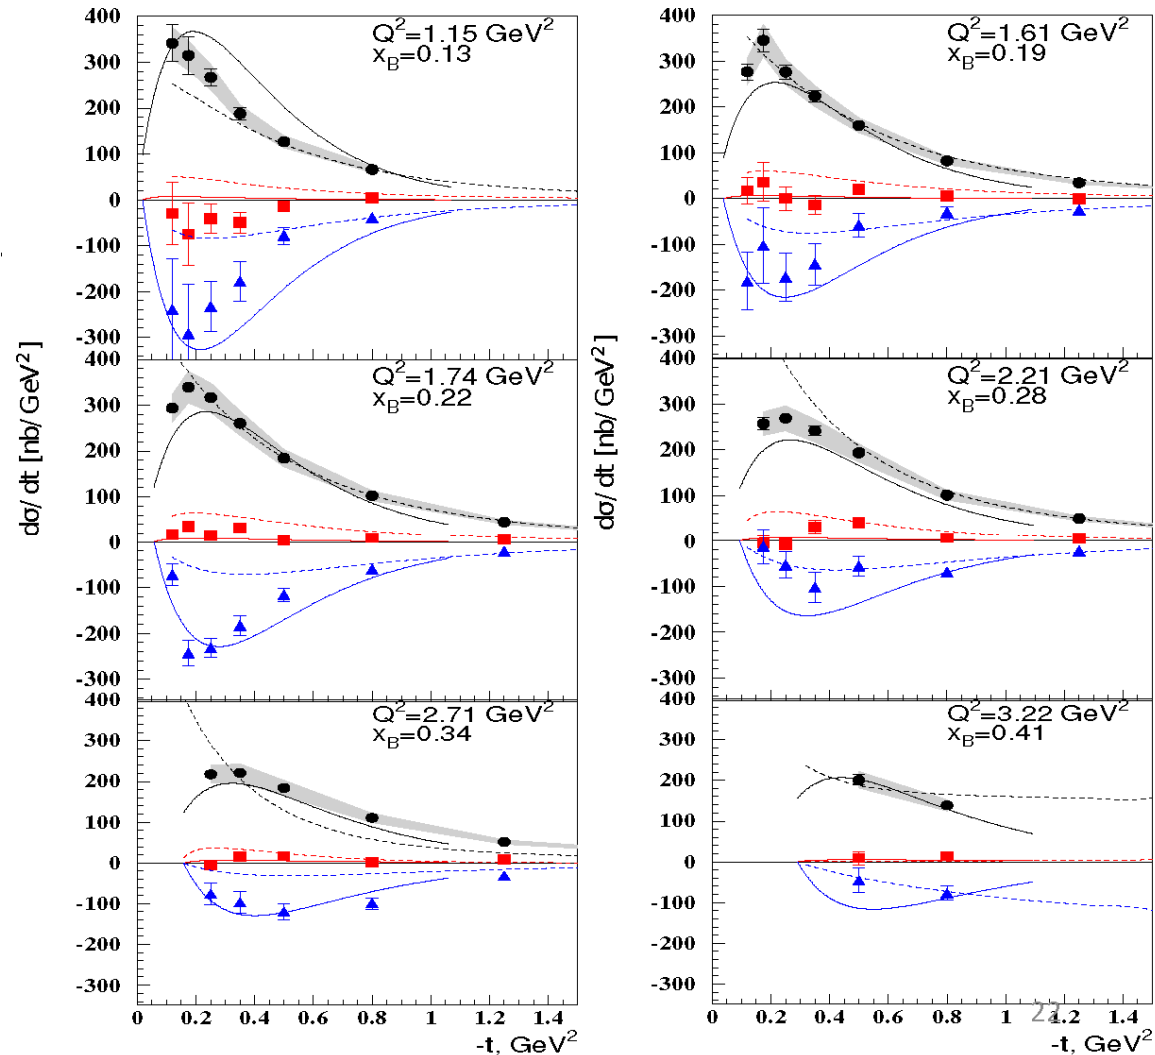 400
300
200
100
0
-100
-200
-300
Q²=1.15 GeV²
x_B=0.13
400
300
200
100
0
-100
-200
-300
Q²=1.61 GeV²
x_B=0.19
400
300
200
100
0
-100
-200
-300
Q²=1.74 GeV²
x_B=0.22
400
300
200
100
0
-100
-200
-300
Q²=2.21 GeV²
x_B=0.28
400
300
200
100
0
-100
-200
-300
Q²=2.71 GeV²
x_B=0.34
400
300
200
100
0
-100
-200
-300
Q²=3.22 GeV²
x_B=0.41
dσ/dt [nb/GeV²]
dσ/dt [nb/GeV²]
0 0.2 0.4 0.6 0.8 1 1.2 1.4
-t, GeV²
0 0.2 0.4 0.6 0.8 1 1.2 1.4
-t, GeV²
22